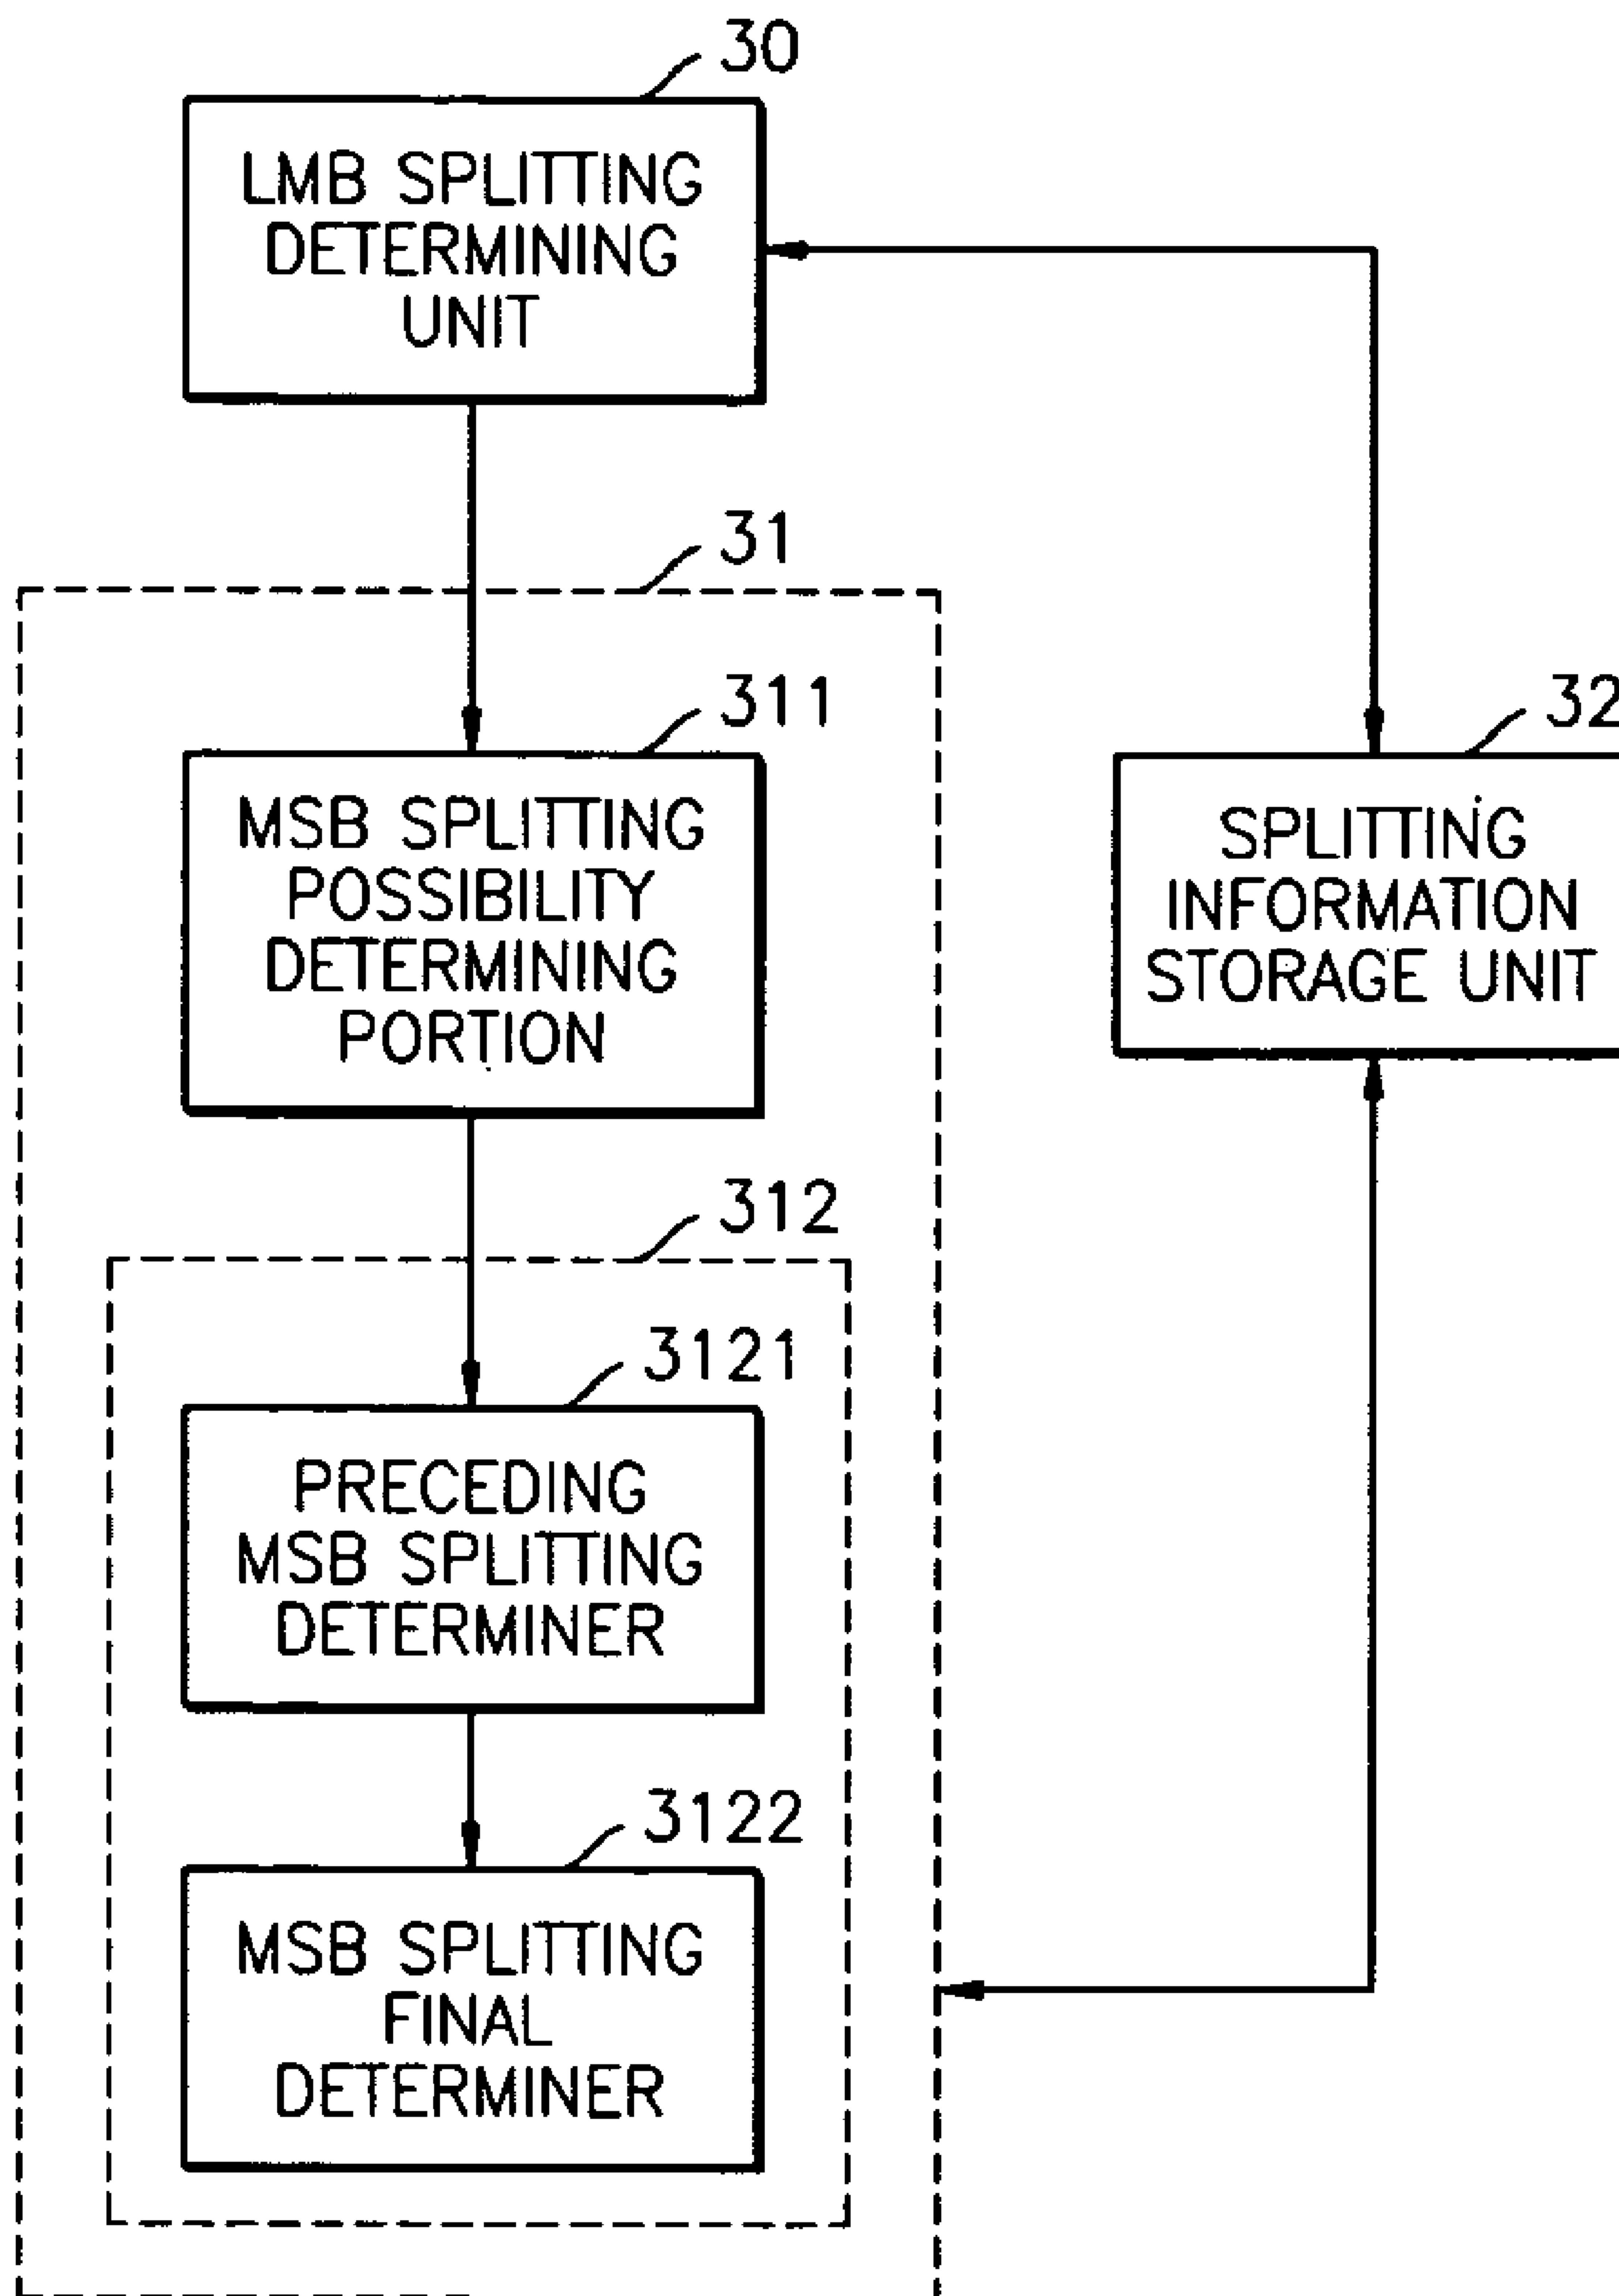 30
LMB SPLITTING
DETERMINING
UNIT
31
311
MSB SPLITTING
POSSIBILITY
DETERMINING
PORTION
32
SPLITTING
INFORMATION
STORAGE UNIT
312
3121
PRECEDING
MSB SPLITTING
DETERMINER
3122
MSB SPLITTING
FINAL
DETERMINER